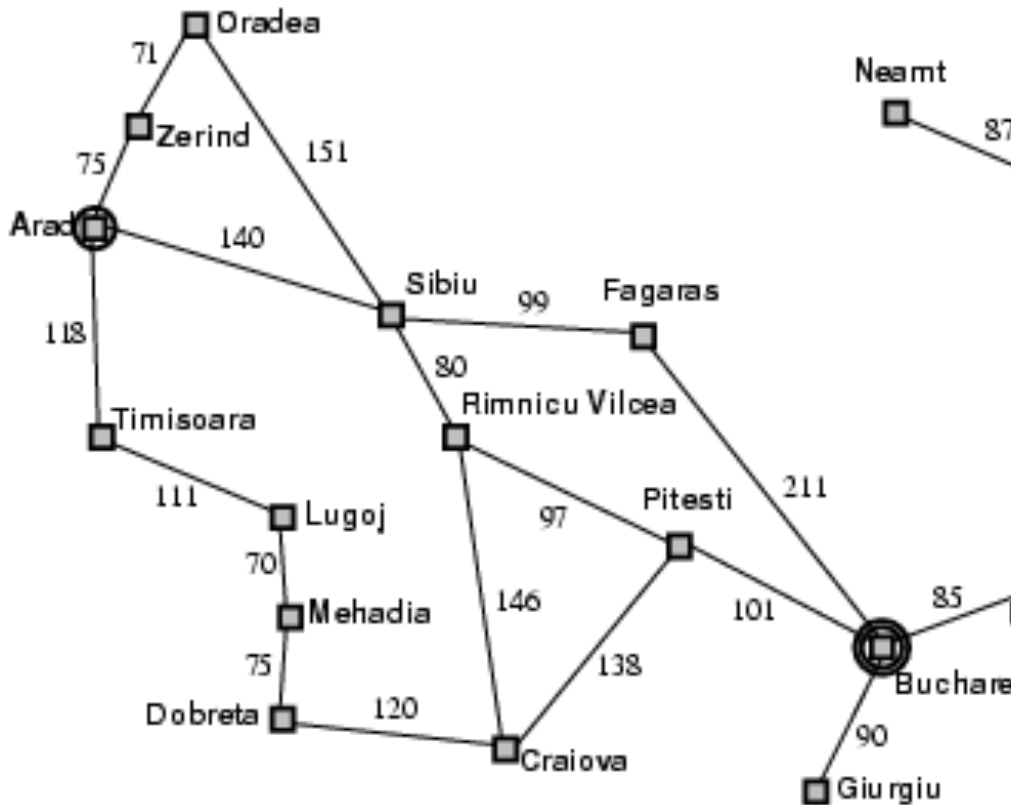 Oradea
71
Neamt
87
Zerind
75
151
Arad
140
Sibiu
99
Fagaras
118
80
Timisoara
Rimnicu Vilcea
111
Lugoj
97
Pitesti
211
70
Mehadia
146
101
85
75
138
Buchare
Dobreta
120
Craiova
90
Giurgiu